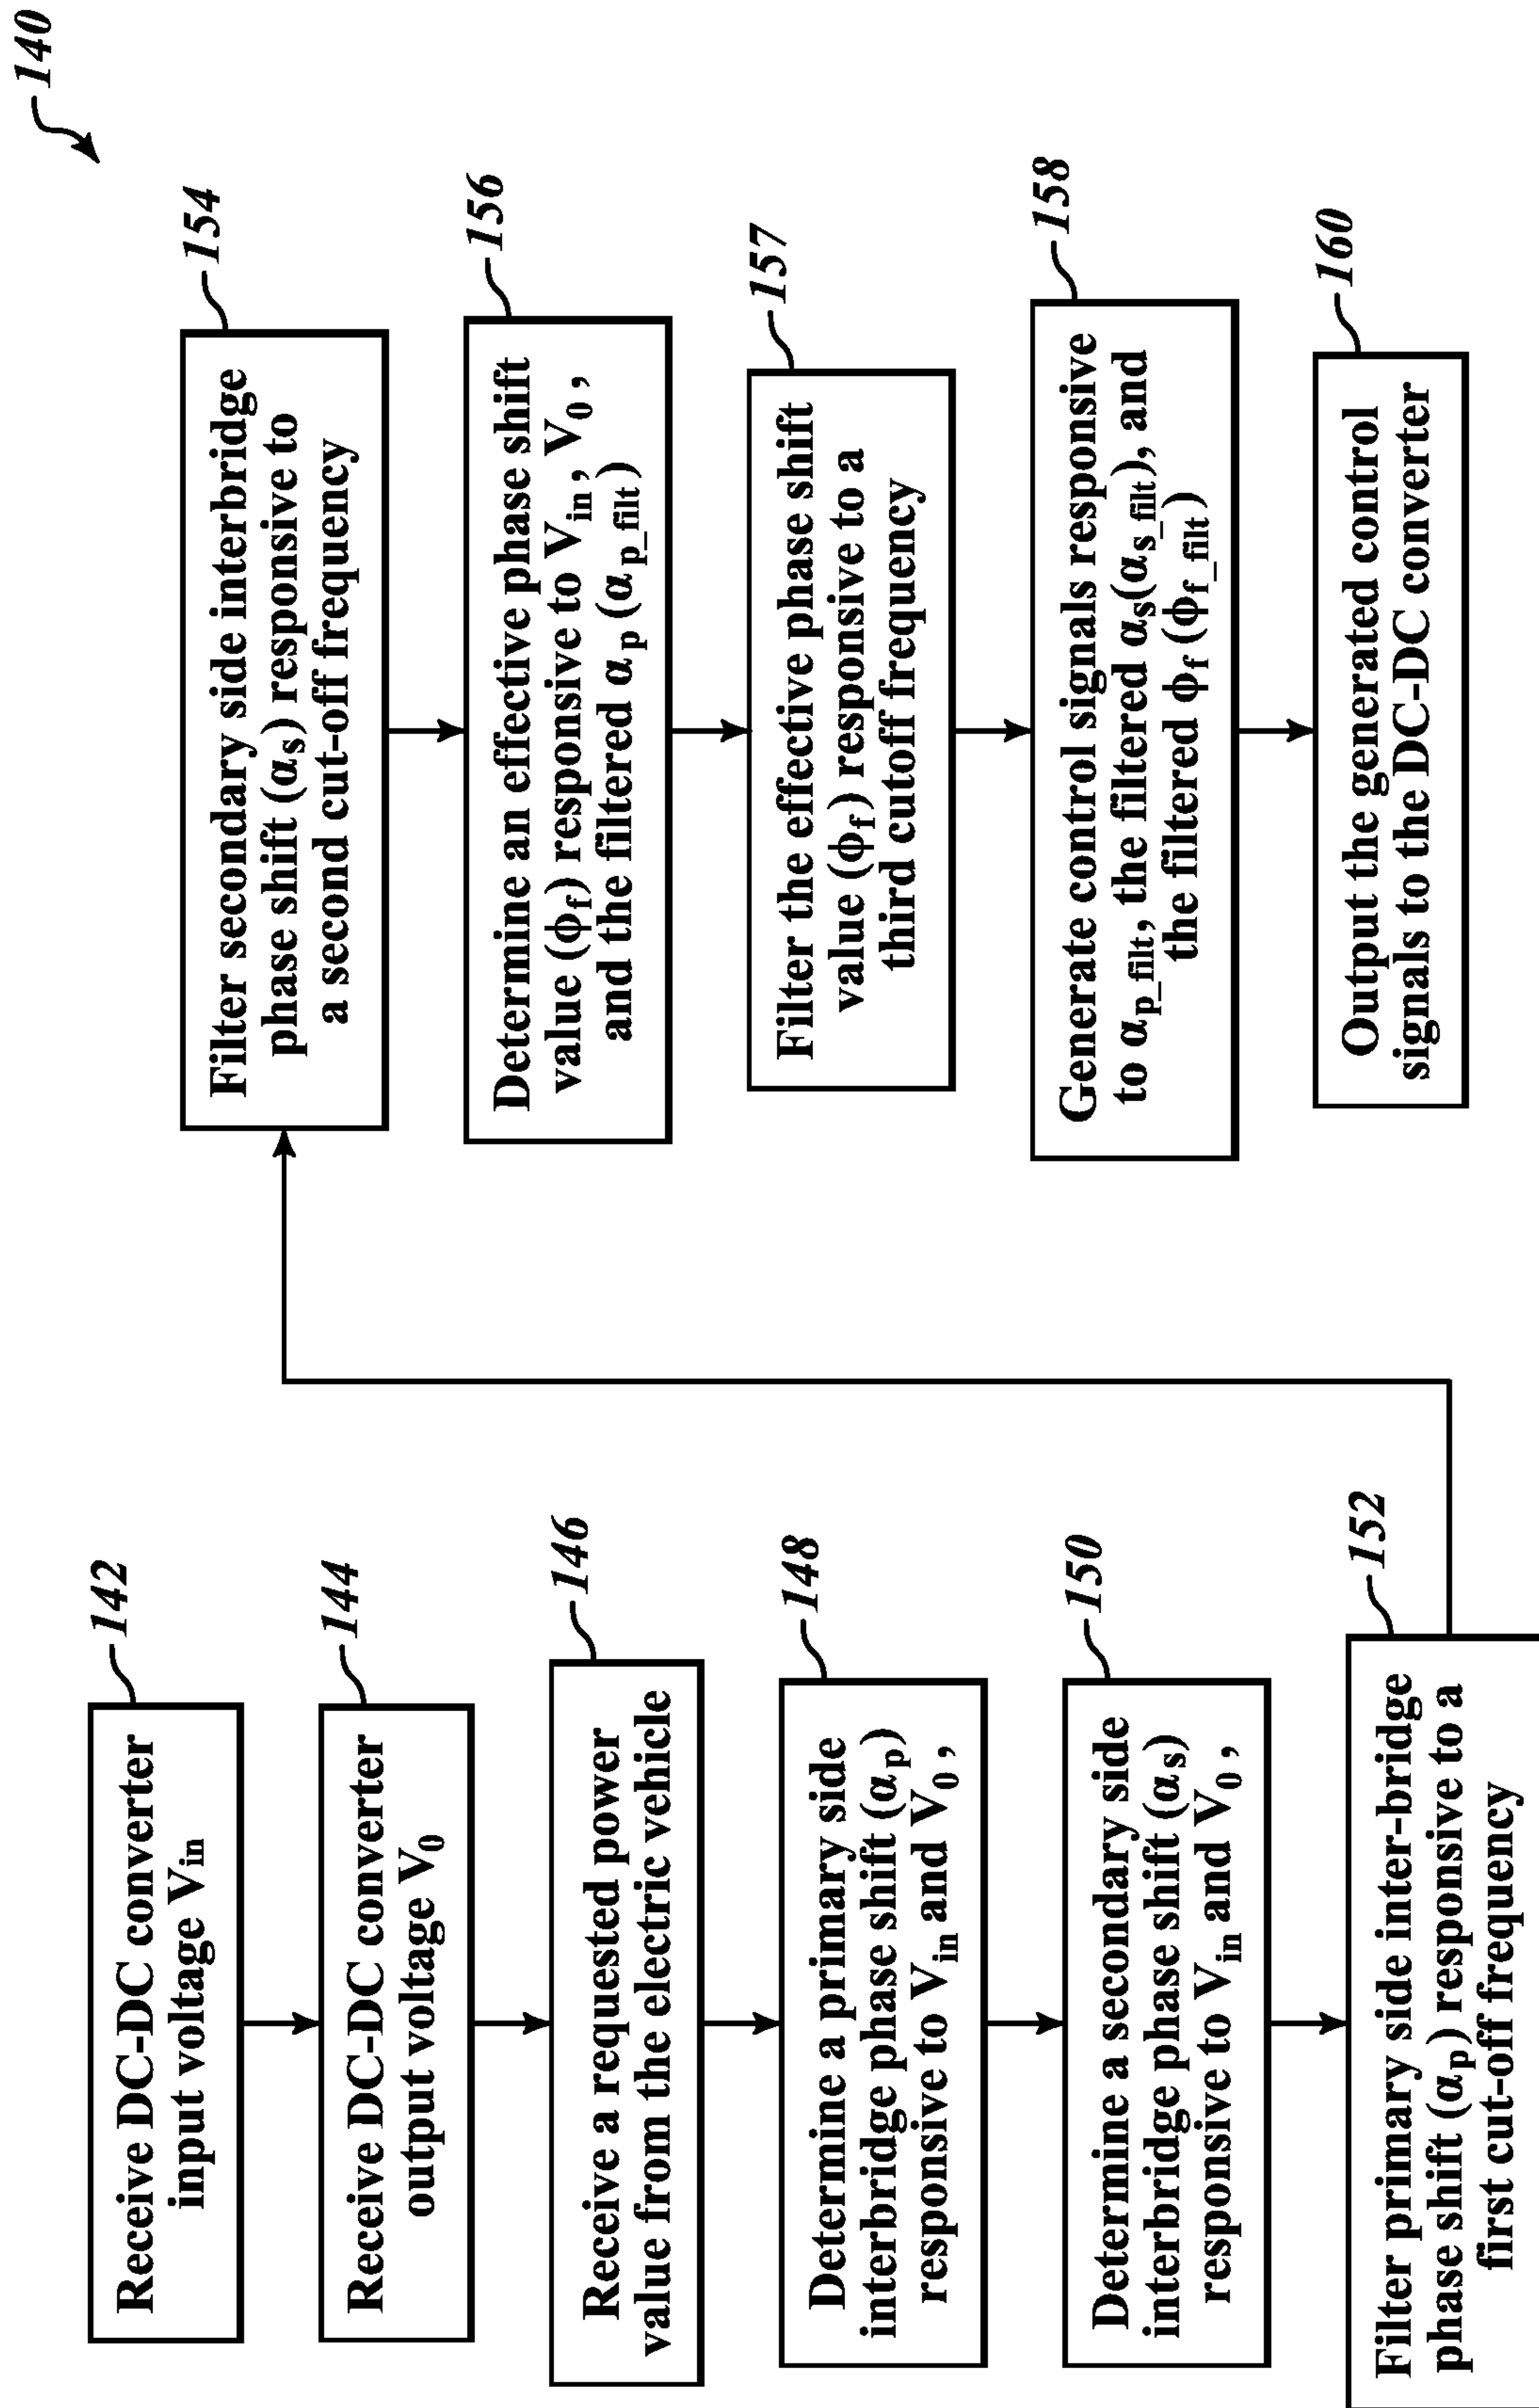 140
142
Receive DC-DC converter
input voltage Vin
144
Receive DC-DC converter
output voltage V0
146
Receive a requested power
value from the electric vehicle
148
Determine a primary side
interbridge phase shift (αp)
responsive to Vin and V0,
150
Determine a secondary side
interbridge phase shift (αs)
responsive to Vin and V0,
152
Filter primary side inter-bridge
phase shift (αp) responsive to a
first cut-off frequency
154
Filter secondary side interbridge
phase shift (αs) responsive to
a second cut-off frequency
156
Determine an effective phase shift
value (ϕf) responsive to Vin, V0,
and the filtered αp (αp_filt)
157
Filter the effective phase shift
value (ϕf) responsive to a
third cutoff frequency
158
Generate control signals responsive
to αp_filt, the filtered αs(αs_filt), and
the filtered ϕf (ϕf_filt)
160
Output the generated control
signals to the DC-DC converter